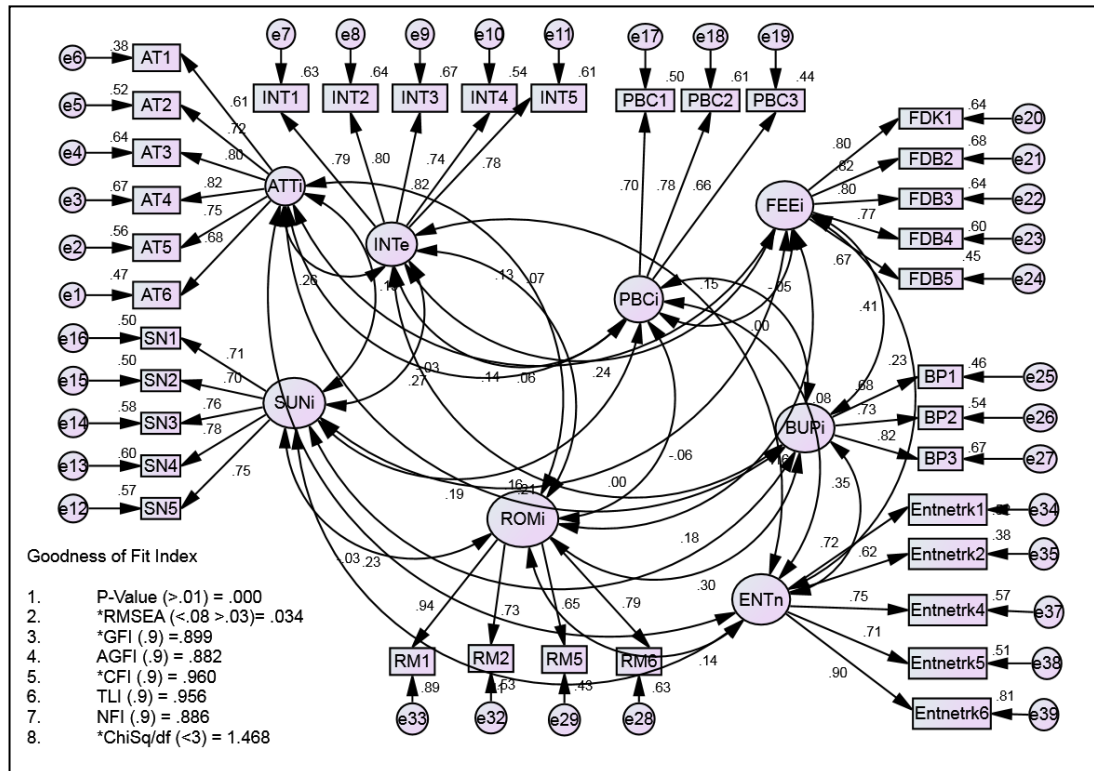 e7 e8 e9 e10 e11 e17 e18 e19
e6 .38 AT1
.63 .64 .67 .54 .61
INT1 INT2 INT3 INT4 INT5
.50 .61 .44
PBC1 PBC2 PBC3
e5 .52 AT2
e4 .64 AT3
e3 .67 AT4
e2 .56 AT5
e1 .47 AT6
.61
.72
.80
.82
.75
.68
ATTi
.79 .80 .82 .74 .78
INTe
.70 .78 .66
PBCi
FDK1 .64 e20
FDB2 .68 e21
FDB3 .64 e22
FDB4 .60 e23
FDB5 .45 e24
.80
.82
.80
.77
.67
FEEi
.26 .13 .07 .15 -.05 .41
.00
.03 .27 .14 .06 .24 .08 .23
e16 .50 SN1
e15 .50 SN2
e14 .58 SN3
e13 .60 SN4
e12 .57 SN5
.71
.70
.76
.78
.75
SUNi
BP1 .46 e25
BP2 .54 e26
BP3 .67 e27
.68
.73
.82
BUPi
-.06
.19 .16 .21 .00 .35
ROMi
.18
.03 .23 .30
.14
.94 .73 .65 .79
RM1 RM2 RM5 RM6
.89 .53 .43 .63
e33 e32 e29 e28
ENTn
.72
.62
.75
.71
.90
Entnetrk1 e34
Entnetrk2 .38 e35
Entnetrk4 .57 e37
Entnetrk5 .51 e38
Entnetrk6 .81 e39
Goodness of Fit Index
1. P-Value (>.01) = .000
2. *RMSEA (<.08 >.03)= .034
3. *GFI (.9) =.899
4. AGFI (.9) = .882
5. *CFI (.9) = .960
6. TLI (.9) = .956
7. NFI (.9) = .886
8. *ChiSq/df (<3) = 1.468